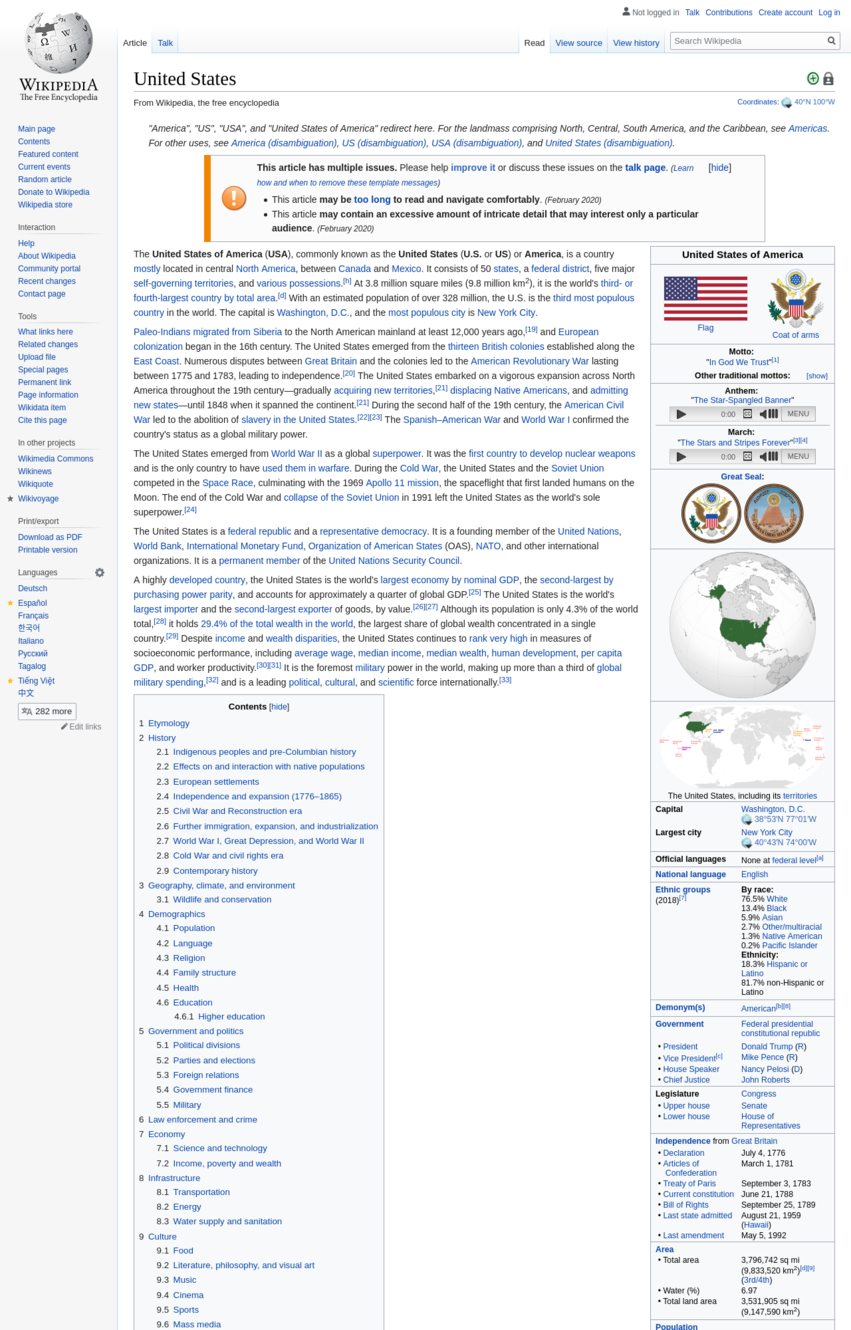 Not logged in Talk Contributions Create account Log in
Article Talk
Read View source View history
Search Wikipedia
WIKIPEDIA
The Free Encyclopedia
Main page
Contents
Featured content
Current events
Random article
Donate to Wikipedia
Wikipedia store
Interaction
Help
About Wikipedia
Community portal
Recent changes
Contact page
Tools
What links here
Related changes
Upload file
Special pages
Permanent link
Page information
Wikidata item
Cite this page
In other projects
Wikimedia Commons
Wikinews
Wikiquote
Wikivoyage
Print/export
Download as PDF
Printable version
Languages
Deutsch
Español
Français
한국어
Italiano
Русский
Tagalog
Tiếng Việt
中文
282 more
Edit links
United States
From Wikipedia, the free encyclopedia
Coordinates: 40°N 100°W
"America", "US", "USA", and "United States of America" redirect here. For the landmass comprising North, Central, South America, and the Caribbean, see Americas.
For other uses, see America (disambiguation), US (disambiguation), USA (disambiguation), and United States (disambiguation).
This article has multiple issues. Please help improve it or discuss these issues on the talk page. (Learn
how and when to remove these template messages)
[hide]
• This article may be too long to read and navigate comfortably. (February 2020)
• This article may contain an excessive amount of intricate detail that may interest only a particular
audience. (February 2020)
The United States of America (USA), commonly known as the United States (U.S. or US) or America, is a country
mostly located in central North America, between Canada and Mexico. It consists of 50 states, a federal district, five major
self-governing territories, and various possessions.[h] At 3.8 million square miles (9.8 million km2), it is the world's third- or
fourth-largest country by total area.[d] With an estimated population of over 328 million, the U.S. is the third most populous
country in the world. The capital is Washington, D.C., and the most populous city is New York City.
Paleo-Indians migrated from Siberia to the North American mainland at least 12,000 years ago,[19] and European
colonization began in the 16th century. The United States emerged from the thirteen British colonies established along the
East Coast. Numerous disputes between Great Britain and the colonies led to the American Revolutionary War lasting
between 1775 and 1783, leading to independence.[20] The United States embarked on a vigorous expansion across North
America throughout the 19th century—gradually acquiring new territories,[21] displacing Native Americans, and admitting
new states—until 1848 when it spanned the continent.[21] During the second half of the 19th century, the American Civil
War led to the abolition of slavery in the United States.[22][23] The Spanish–American War and World War I confirmed the
country's status as a global military power.
The United States emerged from World War II as a global superpower. It was the first country to develop nuclear weapons
and is the only country to have used them in warfare. During the Cold War, the United States and the Soviet Union
competed in the Space Race, culminating with the 1969 Apollo 11 mission, the spaceflight that first landed humans on the
Moon. The end of the Cold War and collapse of the Soviet Union in 1991 left the United States as the world's sole
superpower.[24]
The United States is a federal republic and a representative democracy. It is a founding member of the United Nations,
World Bank, International Monetary Fund, Organization of American States (OAS), NATO, and other international
organizations. It is a permanent member of the United Nations Security Council.
A highly developed country, the United States is the world's largest economy by nominal GDP, the second-largest by
purchasing power parity, and accounts for approximately a quarter of global GDP.[25] The United States is the world's
largest importer and the second-largest exporter of goods, by value.[26][27] Although its population is only 4.3% of the world
total,[28] it holds 29.4% of the total wealth in the world, the largest share of global wealth concentrated in a single
country.[29] Despite income and wealth disparities, the United States continues to rank very high in measures of
socioeconomic performance, including average wage, median income, median wealth, human development, per capita
GDP, and worker productivity.[30][31] It is the foremost military power in the world, making up more than a third of global
military spending,[32] and is a leading political, cultural, and scientific force internationally.[33]
Contents [hide]
1 Etymology
2 History
2.1 Indigenous peoples and pre-Columbian history
2.2 Effects on and interaction with native populations
2.3 European settlements
2.4 Independence and expansion (1776–1865)
2.5 Civil War and Reconstruction era
2.6 Further immigration, expansion, and industrialization
2.7 World War I, Great Depression, and World War II
2.8 Cold War and civil rights era
2.9 Contemporary history
3 Geography, climate, and environment
3.1 Wildlife and conservation
4 Demographics
4.1 Population
4.2 Language
4.3 Religion
4.4 Family structure
4.5 Health
4.6 Education
4.6.1 Higher education
5 Government and politics
5.1 Political divisions
5.2 Parties and elections
5.3 Foreign relations
5.4 Government finance
5.5 Military
6 Law enforcement and crime
7 Economy
7.1 Science and technology
7.2 Income, poverty and wealth
8 Infrastructure
8.1 Transportation
8.2 Energy
8.3 Water supply and sanitation
9 Culture
9.1 Food
9.2 Literature, philosophy, and visual art
9.3 Music
9.4 Cinema
9.5 Sports
9.6 Mass media
United States of America
Flag
Coat of arms
Motto:
"In God We Trust"[1]
Other traditional mottos: [show]
Anthem:
"The Star-Spangled Banner"
0:00 MENU
March:
"The Stars and Stripes Forever"[3][4]
0:00 MENU
Great Seal:
The United States, including its territories
Capital Washington, D.C.
38°53′N 77°01′W
Largest city New York City
40°43′N 74°00′W
Official languages None at federal level[a]
National language English
Ethnic groups By race:
(2018)[7] 76.5% White
13.4% Black
5.9% Asian
2.7% Other/multiracial
1.3% Native American
0.2% Pacific Islander
Ethnicity:
18.3% Hispanic or
Latino
81.7% non-Hispanic or
Latino
Demonym(s) American[b][8]
Government Federal presidential
constitutional republic
• President Donald Trump (R)
• Vice President[c] Mike Pence (R)
• House Speaker Nancy Pelosi (D)
• Chief Justice John Roberts
Legislature Congress
• Upper house Senate
• Lower house House of
Representatives
Independence from Great Britain
• Declaration July 4, 1776
• Articles of March 1, 1781
Confederation
• Treaty of Paris September 3, 1783
• Current constitution June 21, 1788
• Bill of Rights September 25, 1789
• Last state admitted August 21, 1959
(Hawaii)
• Last amendment May 5, 1992
Area
• Total area 3,796,742 sq mi
(9,833,520 km2)[d][9]
(3rd/4th)
• Water (%) 6.97
• Total land area 3,531,905 sq mi
(9,147,590 km2)
Population